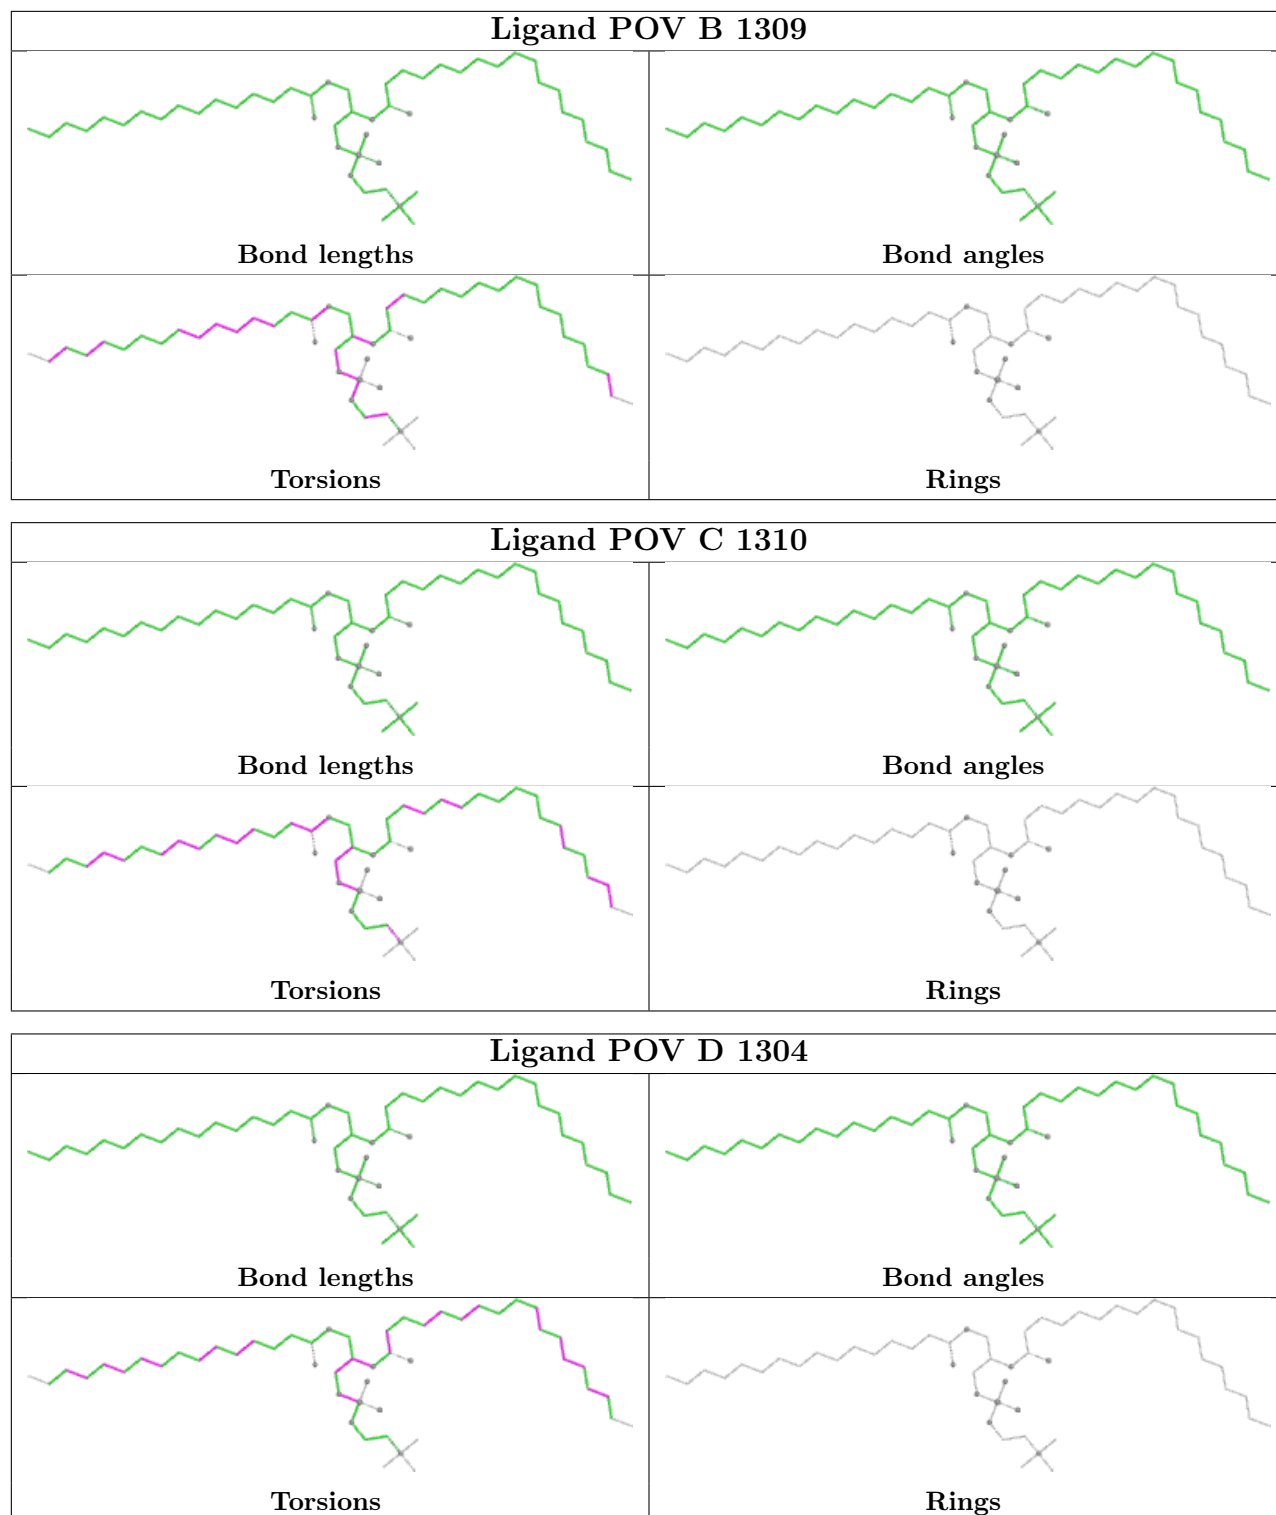 Ligand POV B 1309
Bond lengths
Bond angles
Torsions
Rings
Ligand POV C 1310
Bond lengths
Bond angles
Torsions
Rings
Ligand POV D 1304
Bond lengths
Bond angles
Torsions
Rings